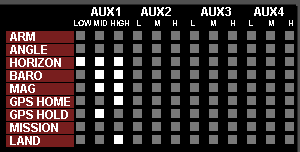 AUX1 AUX2 AUX3 AUX4
LOW MID HIGH L M H L M H L M H
ARM
ANGLE
HORIZON
BARO
MAG
GPS HOME
GPS HOLD
MISSION
LAND